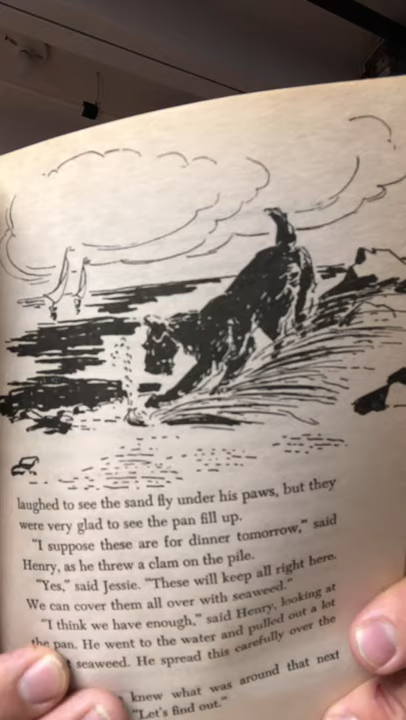 laughed to see the sand fly under his paws, but they
were very glad to see the pan fill up.
"I suppose these are for dinner tomorrow," said
Henry, as he threw a clam on the pile.
"Yes," said Jessie. "These will keep all right here.
We can cover them all over with seaweed."
"I think we have enough," said Henry, looking at
the pan. He went to the water and pulled out a lot
seaweed. He spread this carefully over the
knew what was around that next
"Let's find out."